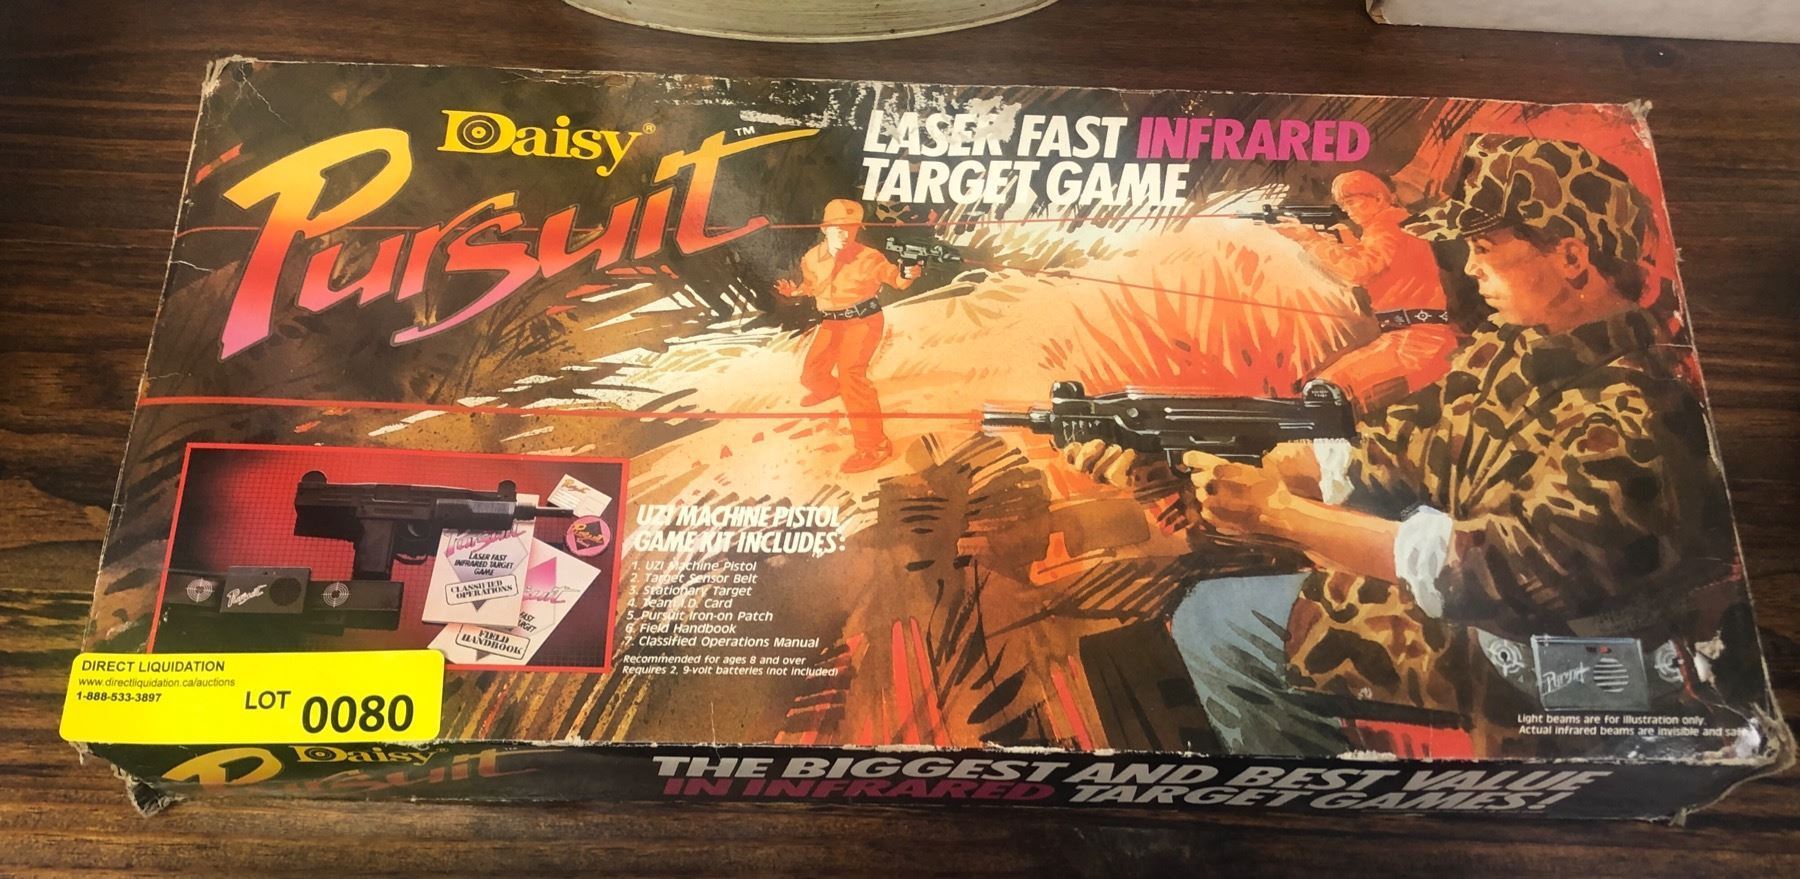 Daisy®
Pursuit™
LASER FAST INFRARED
TARGET GAME
Pursuit
LASER FAST
INFRARED TARGET
GAME
CLASSIFIED
OPERATIONS
FIELD
HANDBOOK
Pursuit
UZI MACHINE PISTOL
GAME KIT INCLUDES:
1. UZI Machine Pistol
2. Target Sensor Belt
3. Stationary Target
4. Team I.D. Card
5. Pursuit Iron-on Patch
6. Field Handbook
7. Classified Operations Manual
Recommended for ages 8 and over
Requires 2, 9-volt batteries (not included)
Pursuit
Light beams are for illustration only.
Actual infrared beams are invisible and safe.
DIRECT LIQUIDATION
www.directliquidation.ca/auctions
1-888-533-3897
LOT 0080
Daisy
Pursuit
THE BIGGEST AND BEST VALUE
IN INFRARED TARGET GAMES!